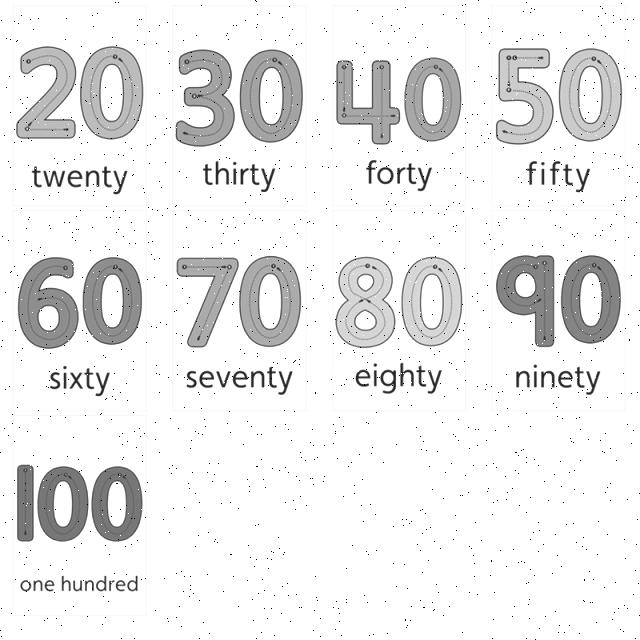 20 30 40 50
twenty thirty forty fifty
60 70 80 90
sixty seventy eighty ninety
100
one hundred